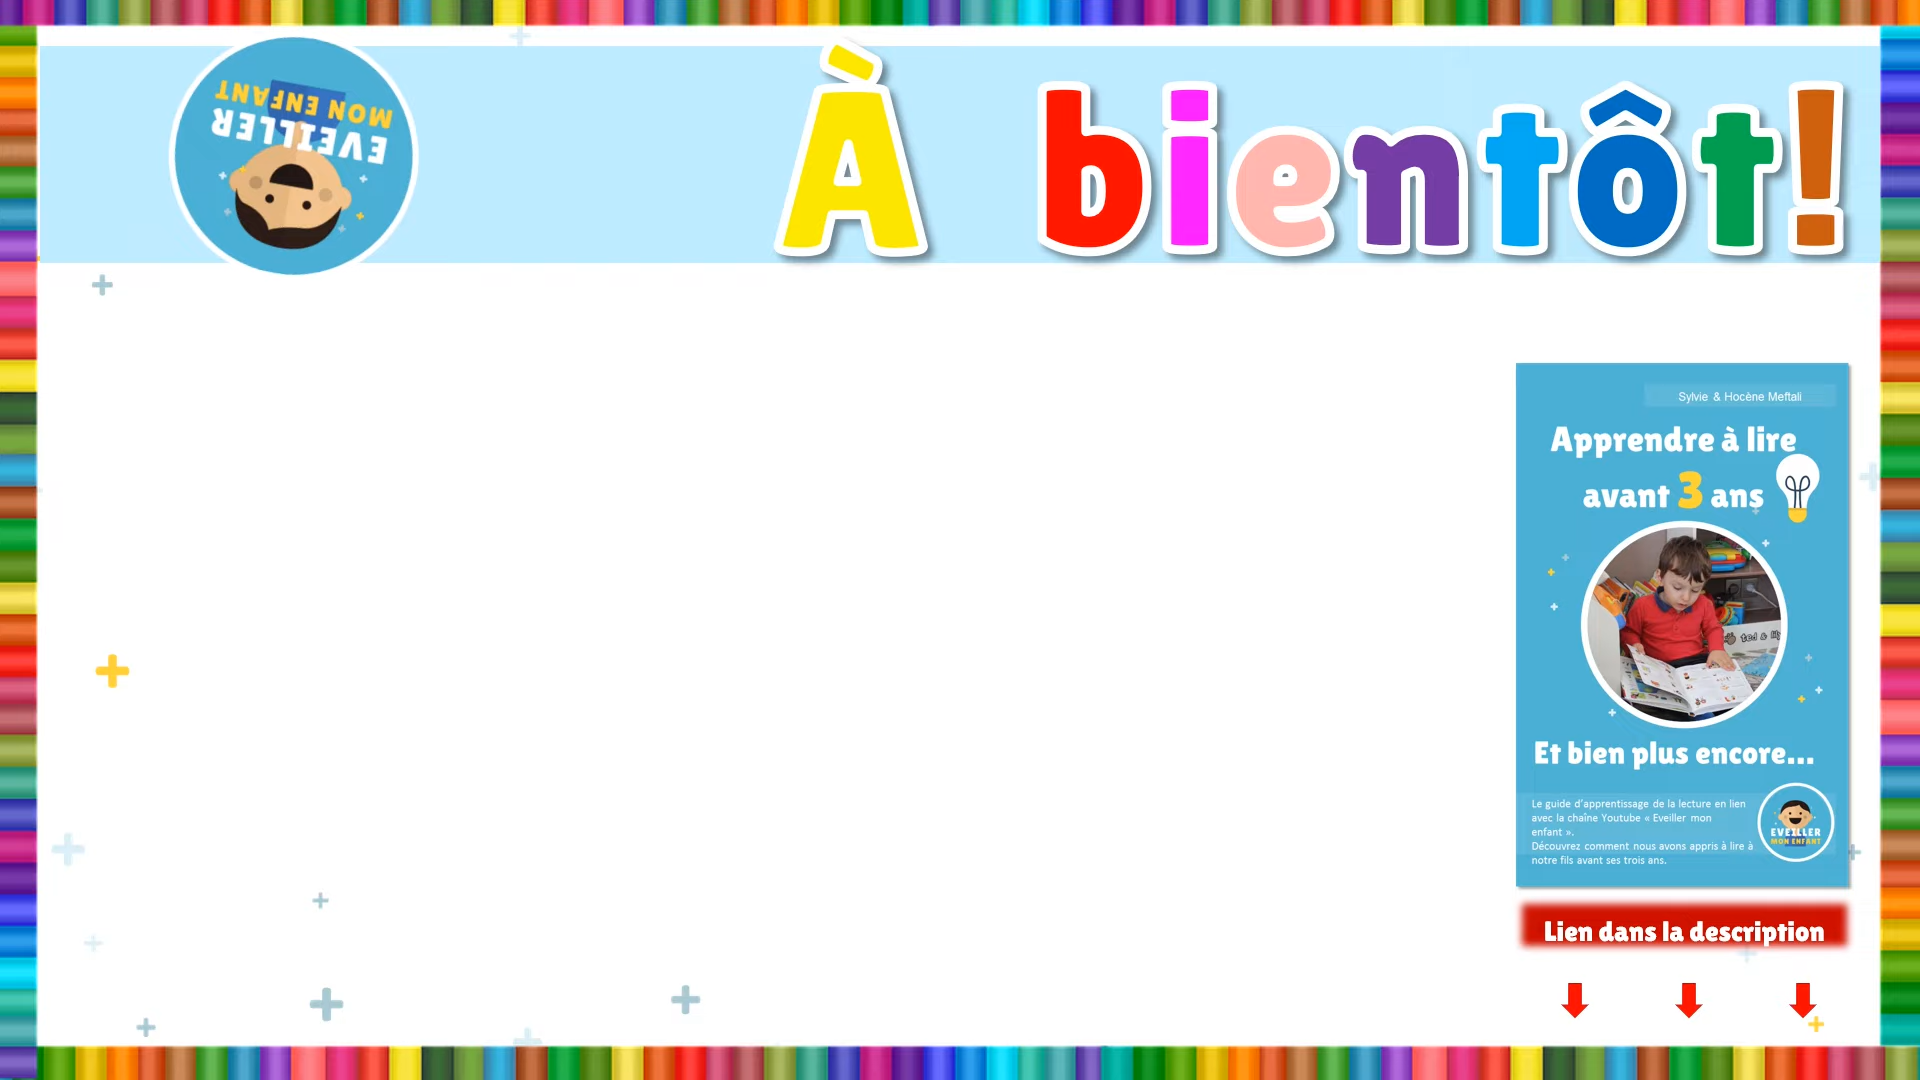 EVEILLER
MON ENFANT
À bientôt!
Sylvie & Hocène Meftali
Apprendre à lire
avant 3 ans
ted & lily
Et bien plus encore...
Le guide d'apprentissage de la lecture en lien
avec la chaîne Youtube « Eveiller mon
enfant ».
Découvrez comment nous avons appris à lire à
notre fils avant ses trois ans.
EVEILLER
MON ENFANT
Lien dans la description